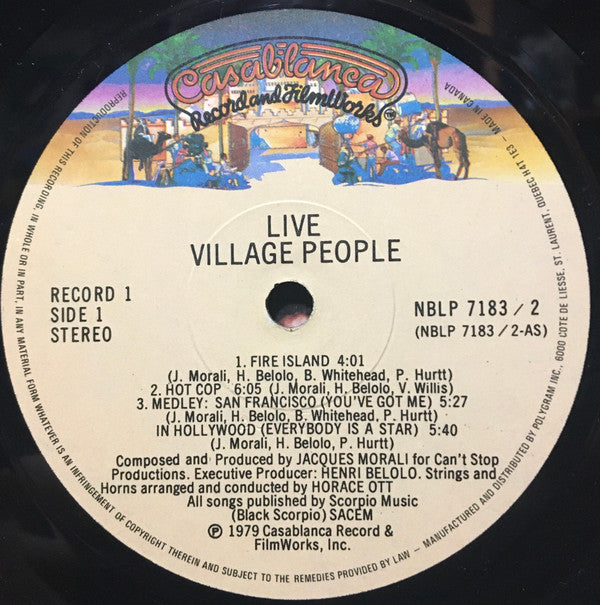 Casablanca
Record and FilmWorks™
LIVE
VILLAGE PEOPLE
RECORD 1
SIDE 1
STEREO
NBLP 7183 / 2
(NBLP 7183 / 2-AS)
1. FIRE ISLAND 4:01
(J. Morali, H. Belolo, B. Whitehead, P. Hurtt)
2. HOT COP 6:05 (J. Morali, H. Belolo, V. Willis)
3. MEDLEY: SAN FRANCISCO (YOU'VE GOT ME) 5:27
(J. Morali, H. Belolo, B. Whitehead, P. Hurtt)
IN HOLLYWOOD (EVERYBODY IS A STAR) 5:40
(J. Morali, H. Belolo, P. Hurtt)
Composed and Produced by JACQUES MORALI for Can't Stop
Productions. Executive Producer: HENRI BELOLO. Strings and
Horns arranged and conducted by HORACE OTT
All songs published by Scorpio Music
(Black Scorpio) SACEM
℗ 1979 Casablanca Record &
FilmWorks, Inc.
REPRODUCTION OF THIS RECORDING, IN WHOLE OR IN PART, IN ANY MATERIAL FORM WHATEVER IS AN INFRINGEMENT OF COPYRIGHT THEREIN AND SUBJECT TO THE REMEDIES PROVIDED BY LAW – MANUFACTURED AND DISTRIBUTED BY POLYGRAM INC., 6000 COTE DE LIESSE, ST. LAURENT, QUEBEC H4T 1E3 – MADE IN CANADA